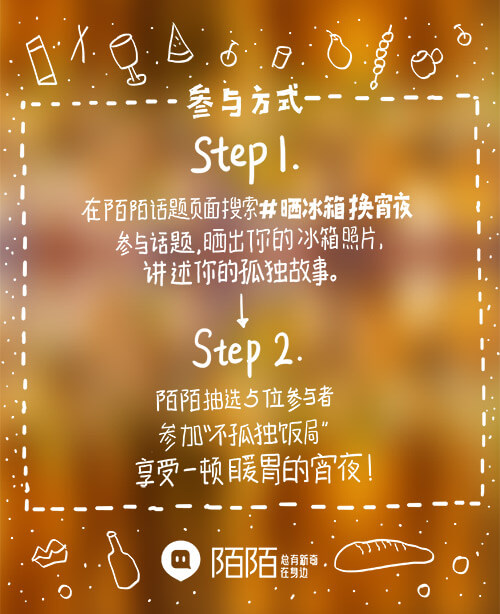 参与方式
Step 1.
在陌陌话题页面搜索#晒冰箱换宵夜
参与话题,晒出你的冰箱照片,
讲述你的孤独故事。
Step 2.
陌陌抽选5位参与者
参加“不孤独饭局”
享受一顿暖胃的宵夜!
陌陌
总有新奇
在身边